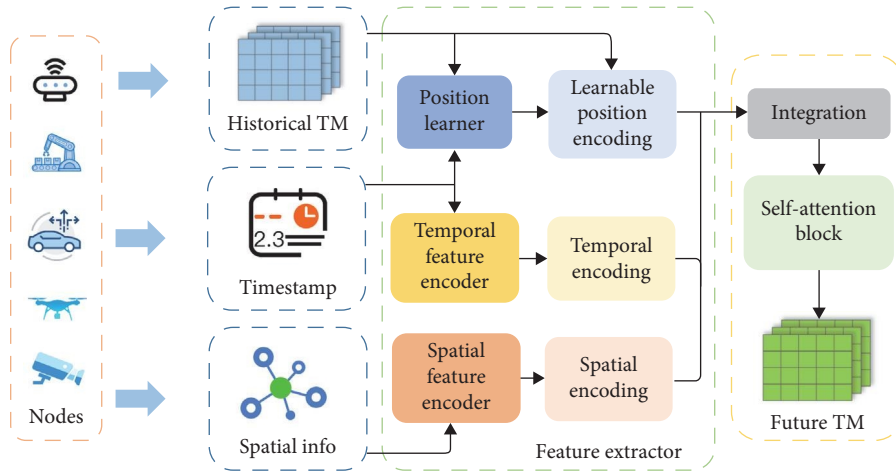 Nodes
Historical TM
2.3
Timestamp
Spatial info
Position
learner
Learnable
position
encoding
Temporal
feature
encoder
Temporal
encoding
Spatial
feature
encoder
Spatial
encoding
Feature extractor
Integration
Self-attention
block
Future TM